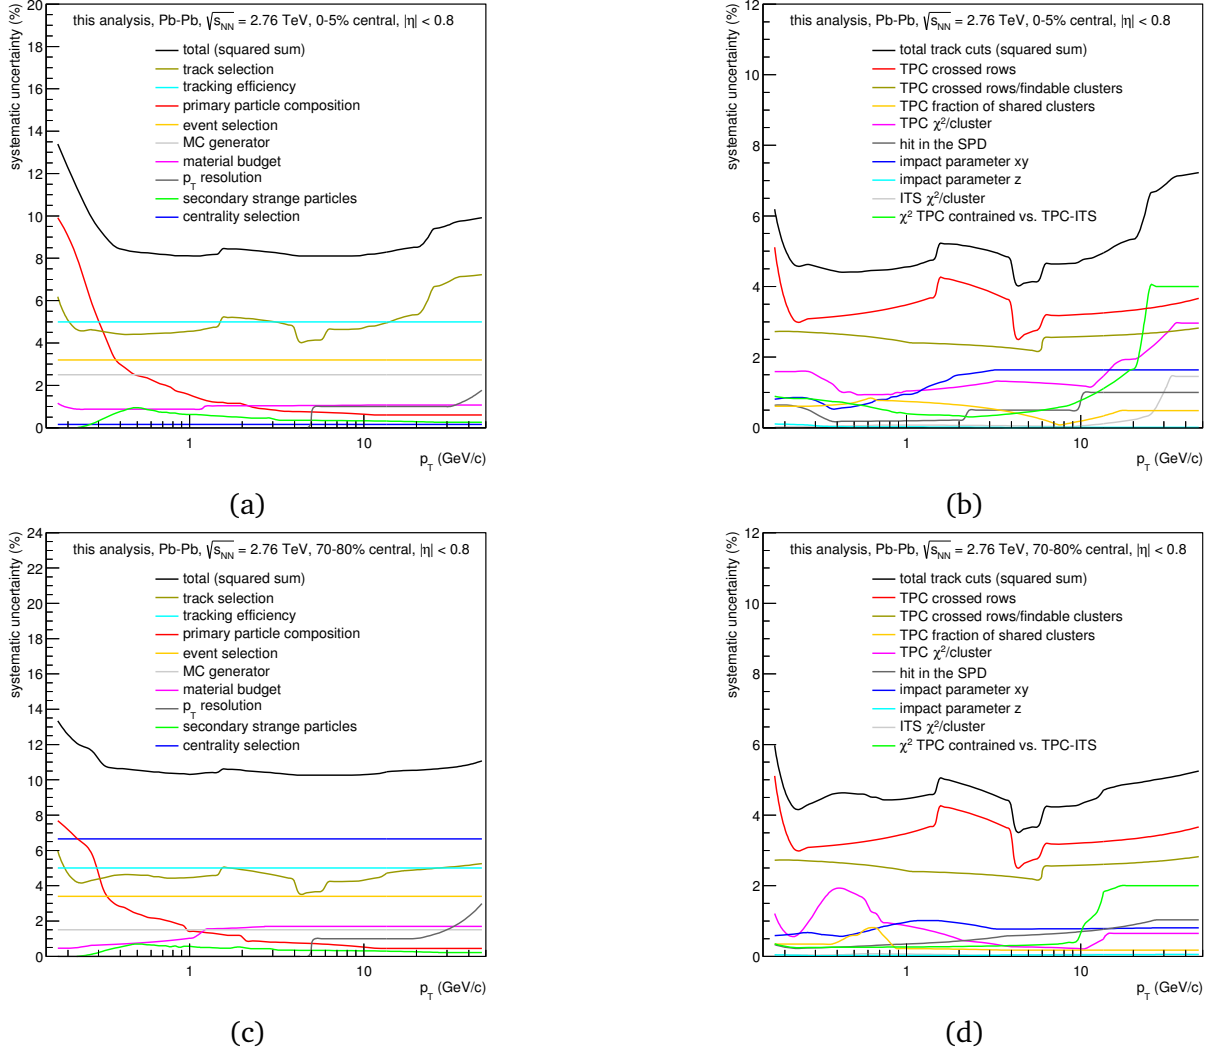 this analysis, Pb-Pb, √s_NN = 2.76 TeV, 0-5% central, |η| < 0.8
systematic uncertainty (%)
20
18
16
14
12
10
8
6
4
2
0
total (squared sum)
track selection
tracking efficiency
primary particle composition
event selection
MC generator
material budget
p_T resolution
secondary strange particles
centrality selection
1
10
p_T (GeV/c)
(a)
this analysis, Pb-Pb, √s_NN = 2.76 TeV, 0-5% central, |η| < 0.8
systematic uncertainty (%)
12
10
8
6
4
2
0
total track cuts (squared sum)
TPC crossed rows
TPC crossed rows/findable clusters
TPC fraction of shared clusters
TPC χ²/cluster
hit in the SPD
impact parameter xy
impact parameter z
ITS χ²/cluster
χ² TPC contrained vs. TPC-ITS
1
10
p_T (GeV/c)
(b)
this analysis, Pb-Pb, √s_NN = 2.76 TeV, 70-80% central, |η| < 0.8
systematic uncertainty (%)
24
22
20
18
16
14
12
10
8
6
4
2
0
total (squared sum)
track selection
tracking efficiency
primary particle composition
event selection
MC generator
material budget
p_T resolution
secondary strange particles
centrality selection
1
10
p_T (GeV/c)
(c)
this analysis, Pb-Pb, √s_NN = 2.76 TeV, 70-80% central, |η| < 0.8
systematic uncertainty (%)
12
10
8
6
4
2
0
total track cuts (squared sum)
TPC crossed rows
TPC crossed rows/findable clusters
TPC fraction of shared clusters
TPC χ²/cluster
hit in the SPD
impact parameter xy
impact parameter z
ITS χ²/cluster
χ² TPC contrained vs. TPC-ITS
1
10
p_T (GeV/c)
(d)